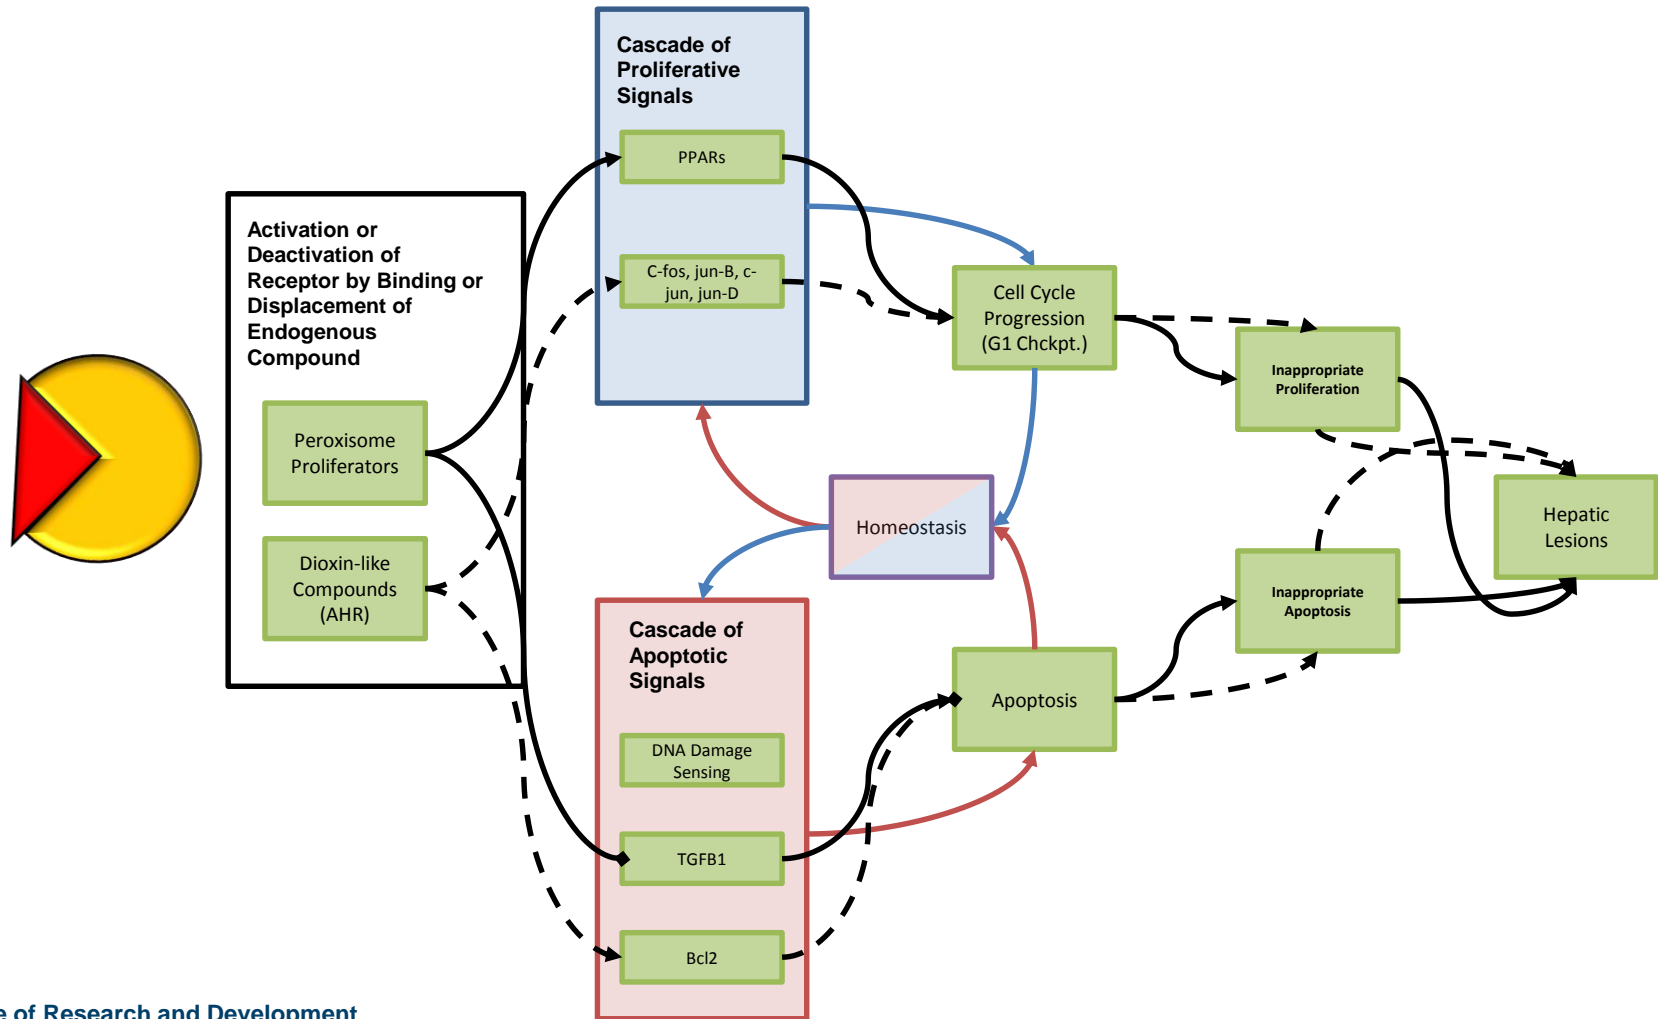 Cascade of
Proliferative
Signals
PPARs
C-fos, jun-B, c-
jun, jun-D
Activation or
Deactivation of
Receptor by Binding or
Displacement of
Endogenous
Compound
Peroxisome
Proliferators
Dioxin-like
Compounds
(AHR)
Cell Cycle
Progression
(G1 Chckpt.)
Inappropriate
Proliferation
Homeostasis
Hepatic
Lesions
Inappropriate
Apoptosis
Cascade of
Apoptotic
Signals
DNA Damage
Sensing
TGFB1
Bcl2
Apoptosis
e of Research and Development